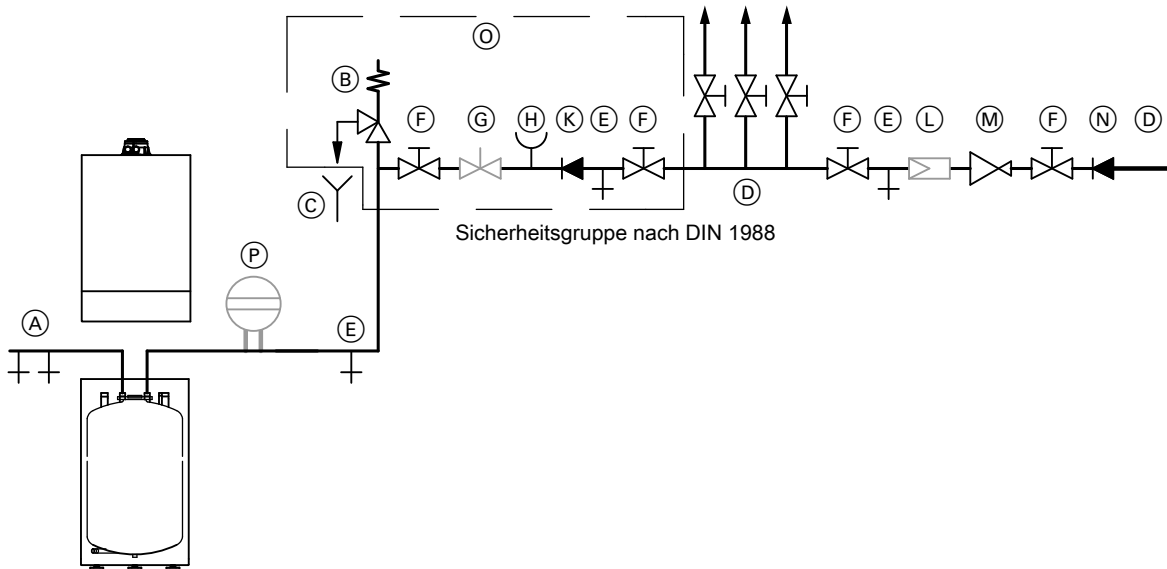 O
B
F G H K E F F E L M F N D
C
D
Sicherheitsgruppe nach DIN 1988
P
A
E